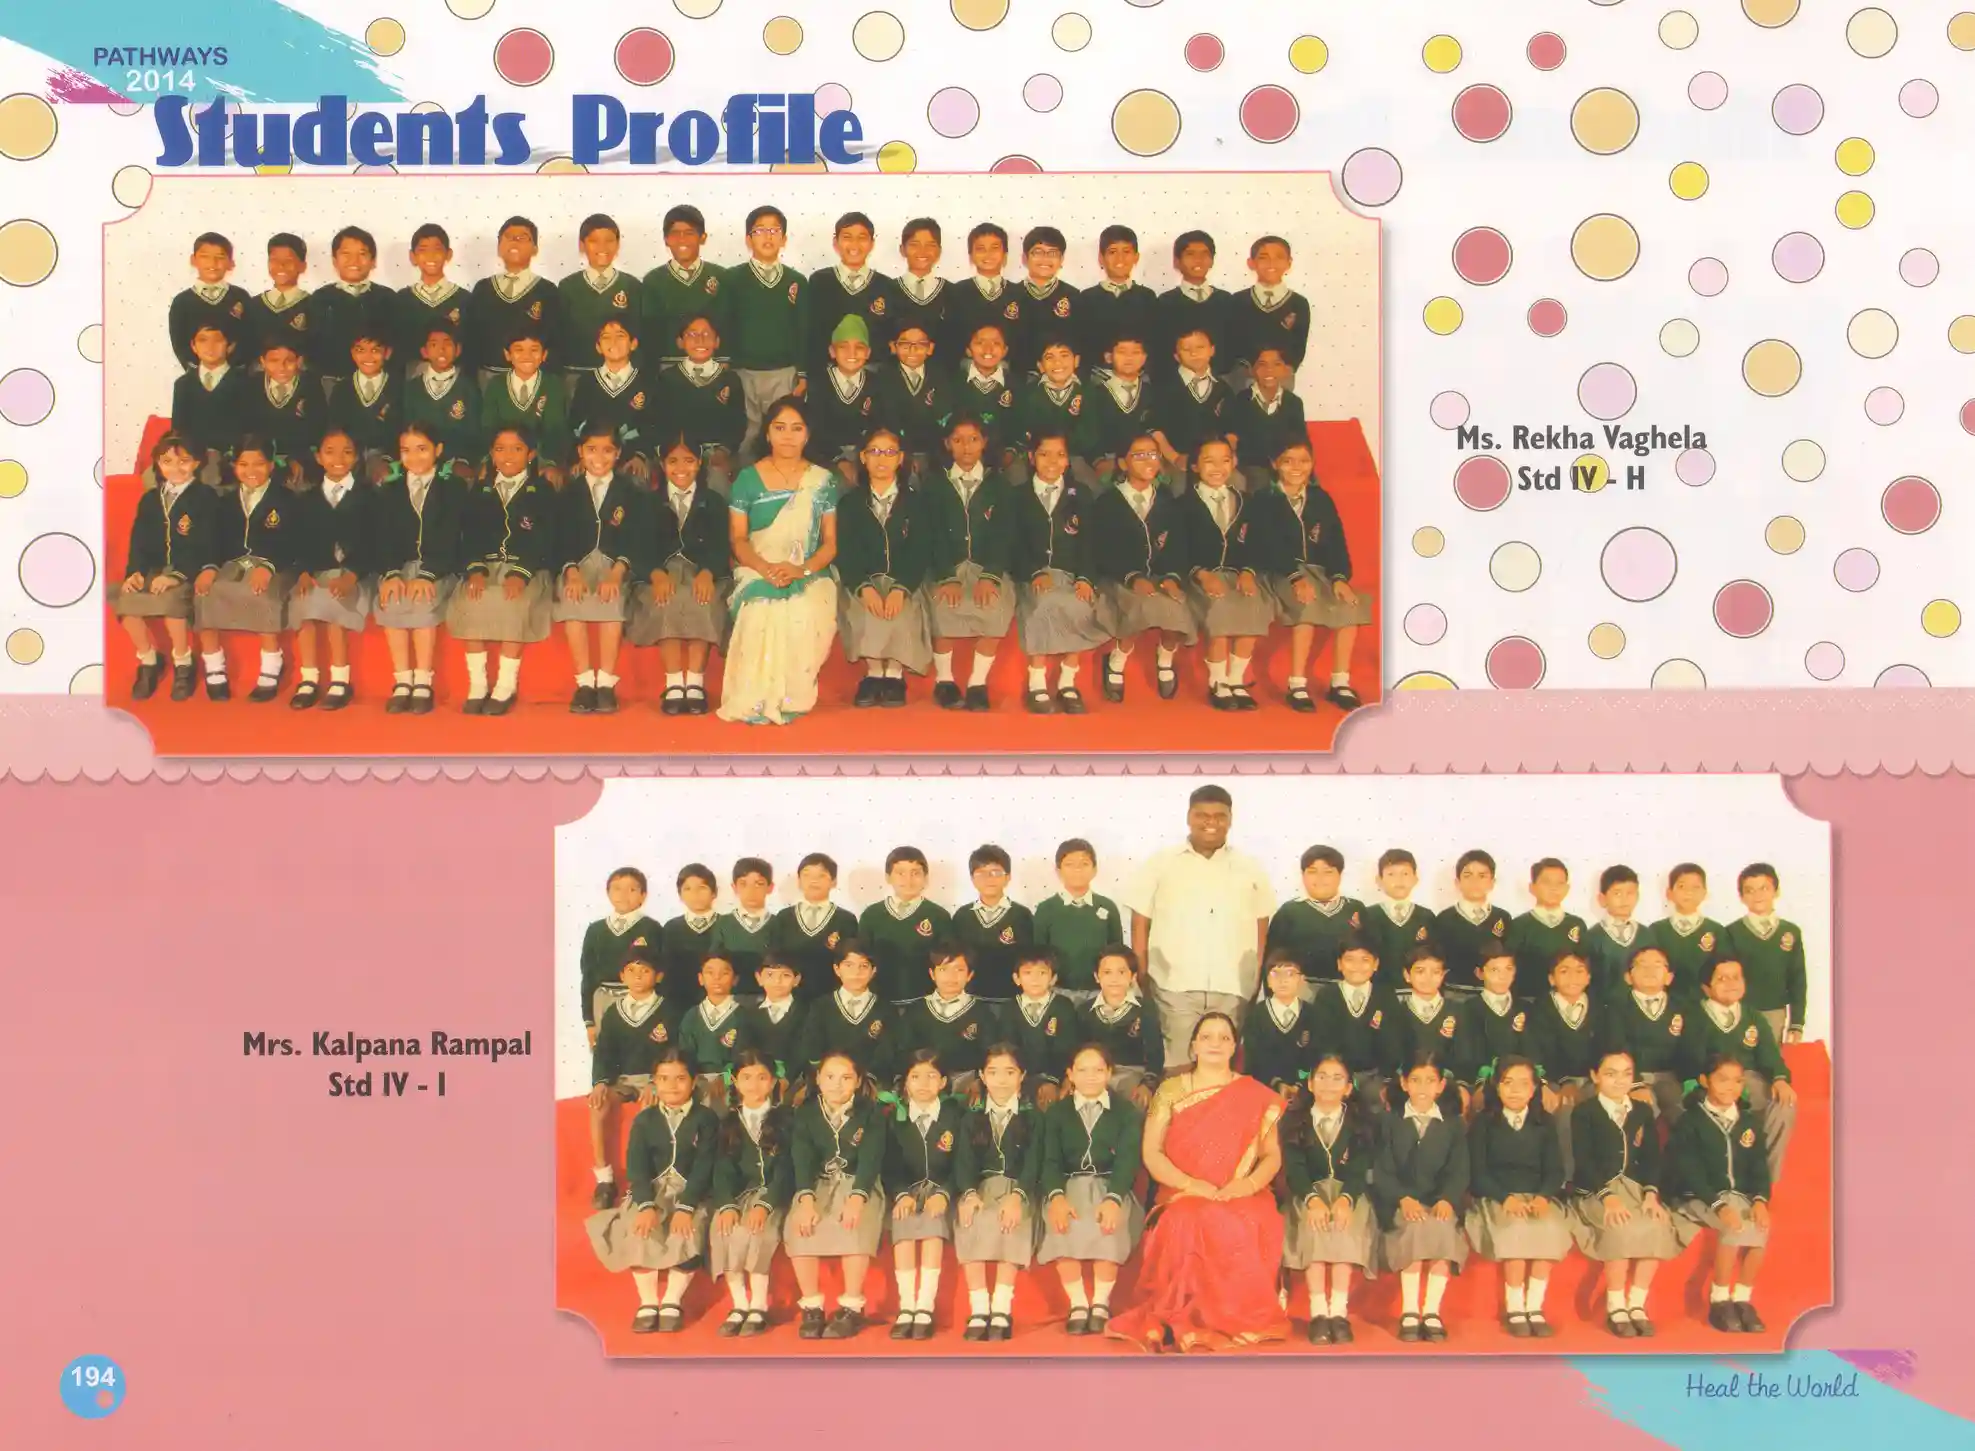 PATHWAYS
2014
Students Profile
Ms. Rekha Vaghela
Std IV - H
Mrs. Kalpana Rampal
Std IV - I
194
Heal the World